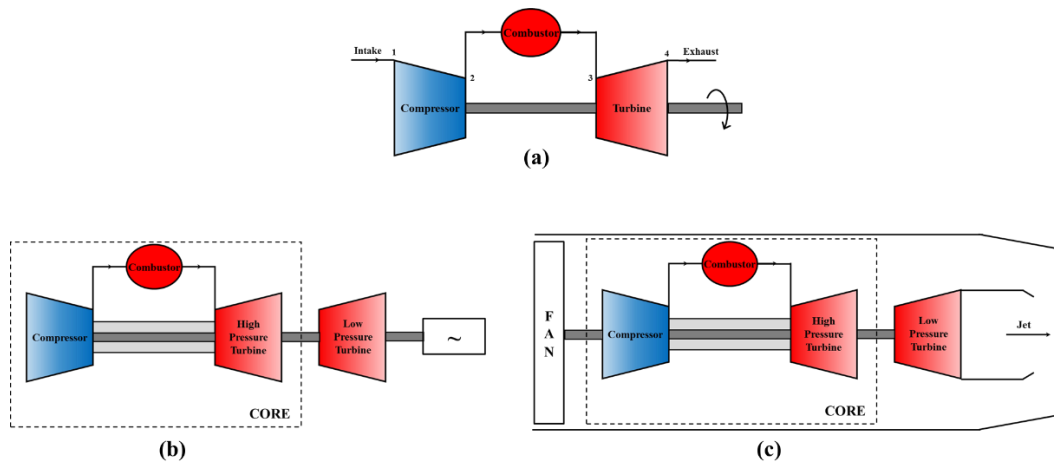 Combustor
Intake 1
4 Exhaust
2
3
Compressor
Turbine
(a)
Combustor
Compressor
High
Pressure
Turbine
Low
Pressure
Turbine
~
CORE
(b)
F
A
N
Combustor
Compressor
High
Pressure
Turbine
Low
Pressure
Turbine
Jet
CORE
(c)